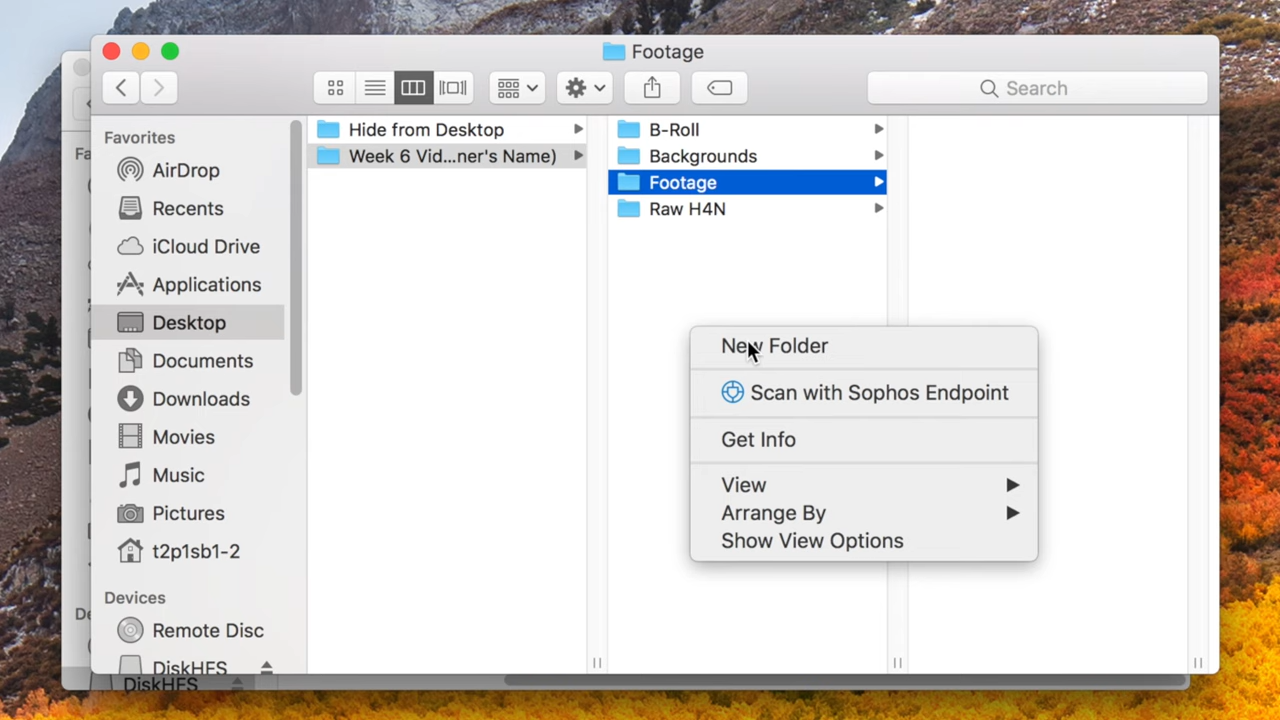 Footage
Search
Favorites
AirDrop
Recents
iCloud Drive
Applications
Desktop
Documents
Downloads
Movies
Music
Pictures
t2p1sb1-2
Devices
Remote Disc
DiskHFS
Hide from Desktop
Week 6 Vid...ner's Name)
B-Roll
Backgrounds
Footage
Raw H4N
New Folder
Scan with Sophos Endpoint
Get Info
View
Arrange By
Show View Options
Fa
De
DiskHFS